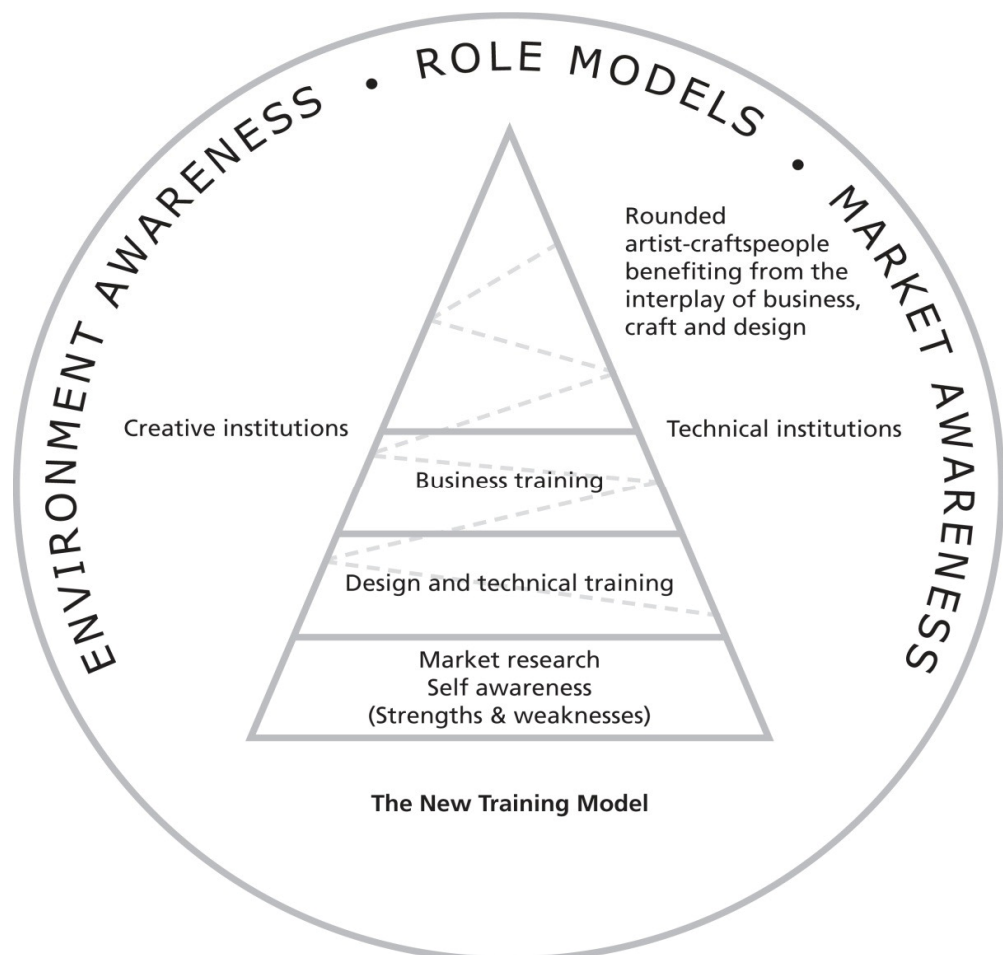 ENVIRONMENT AWARENESS • ROLE MODELS • MARKET AWARENESS
Rounded
artist-craftspeople
benefiting from the
interplay of business,
craft and design
Creative institutions
Technical institutions
Business training
Design and technical training
Market research
Self awareness
(Strengths & weaknesses)
The New Training Model